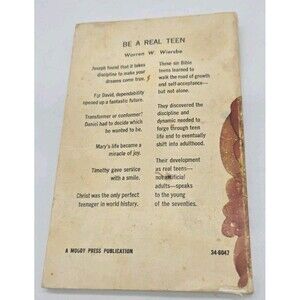 BE A REAL TEEN
Warren W. Wiersbe
Joseph found that it takes
discipline to make your
dreams come true.
For David, dependability
opened up a fantastic future.
Transformer or conformer!
Daniel had to decide which
he wanted to be.
Mary's life became a
miracle of joy.
Timothy gave service
with a smile.
Christ was the only perfect
teenager in world history.
These six Bible
teens learned to
walk the road of growth
and self-acceptance—
but not alone.
They discovered the
discipline and
dynamic needed to
forge through teen
life and to eventually
shift into adulthood.
Their development
as real teens—
not artificial
adults—speaks
to the young
of the seventies.
A MOODY PRESS PUBLICATION
34-6047